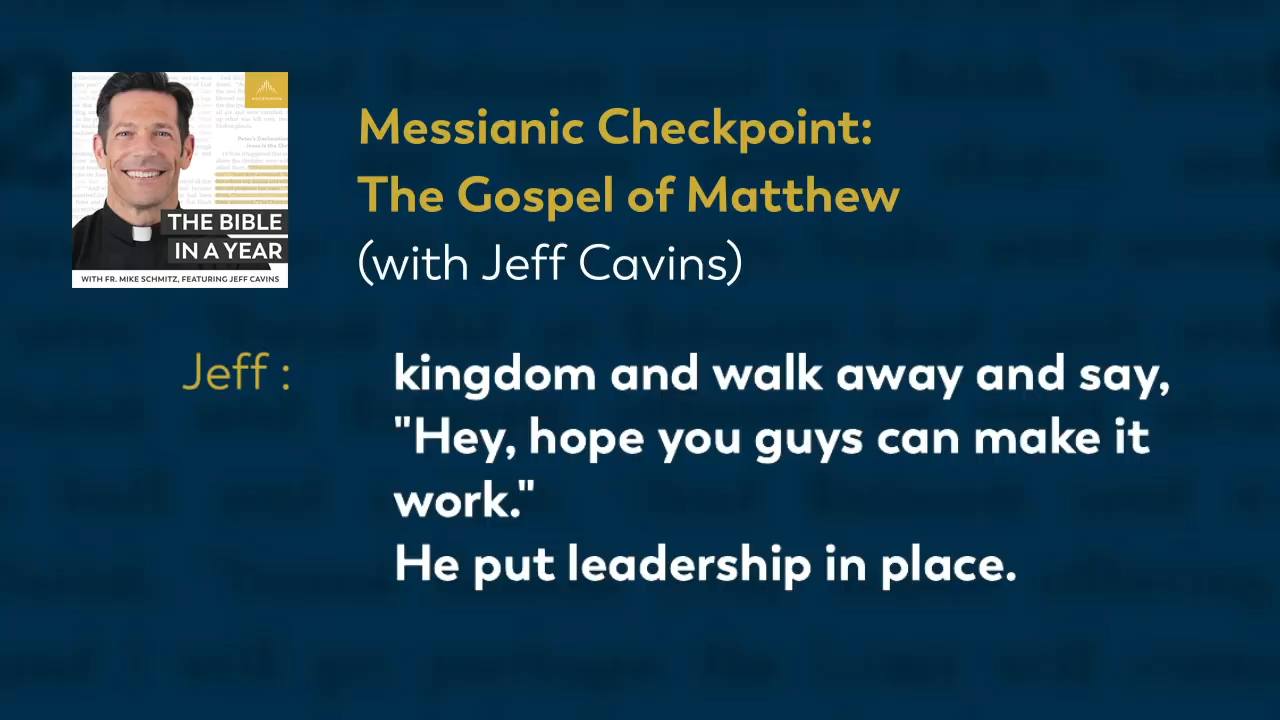 THE BIBLE
IN A YEAR
WITH FR. MIKE SCHMITZ, FEATURING JEFF CAVINS
Messianic Checkpoint:
The Gospel of Matthew
(with Jeff Cavins)
Jeff :
kingdom and walk away and say,
"Hey, hope you guys can make it
work."
He put leadership in place.